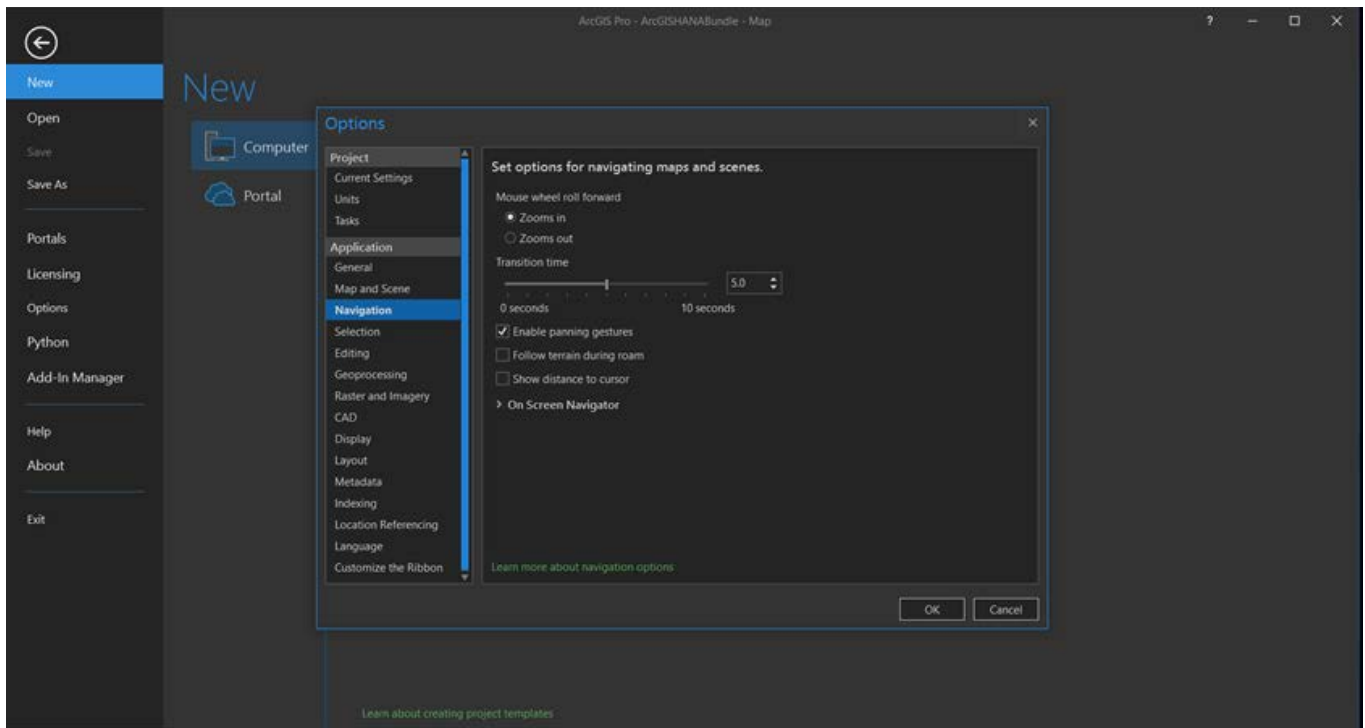 ArcGIS Pro - ArcGISHANABundle - Map
?
New
Open
Save
Save As
Portals
Licensing
Options
Python
Add-In Manager
Help
About
Exit
New
Computer
Portal
Options
Project
Current Settings
Units
Tasks
Application
General
Map and Scene
Navigation
Selection
Editing
Geoprocessing
Raster and Imagery
CAD
Display
Layout
Metadata
Indexing
Location Referencing
Language
Customize the Ribbon
Set options for navigating maps and scenes.
Mouse wheel roll forward
Zooms in
Zooms out
Transition time
5.0
0 seconds 10 seconds
Enable panning gestures
Follow terrain during roam
Show distance to cursor
On Screen Navigator
Learn more about navigation options
OK Cancel
Learn about creating project templates